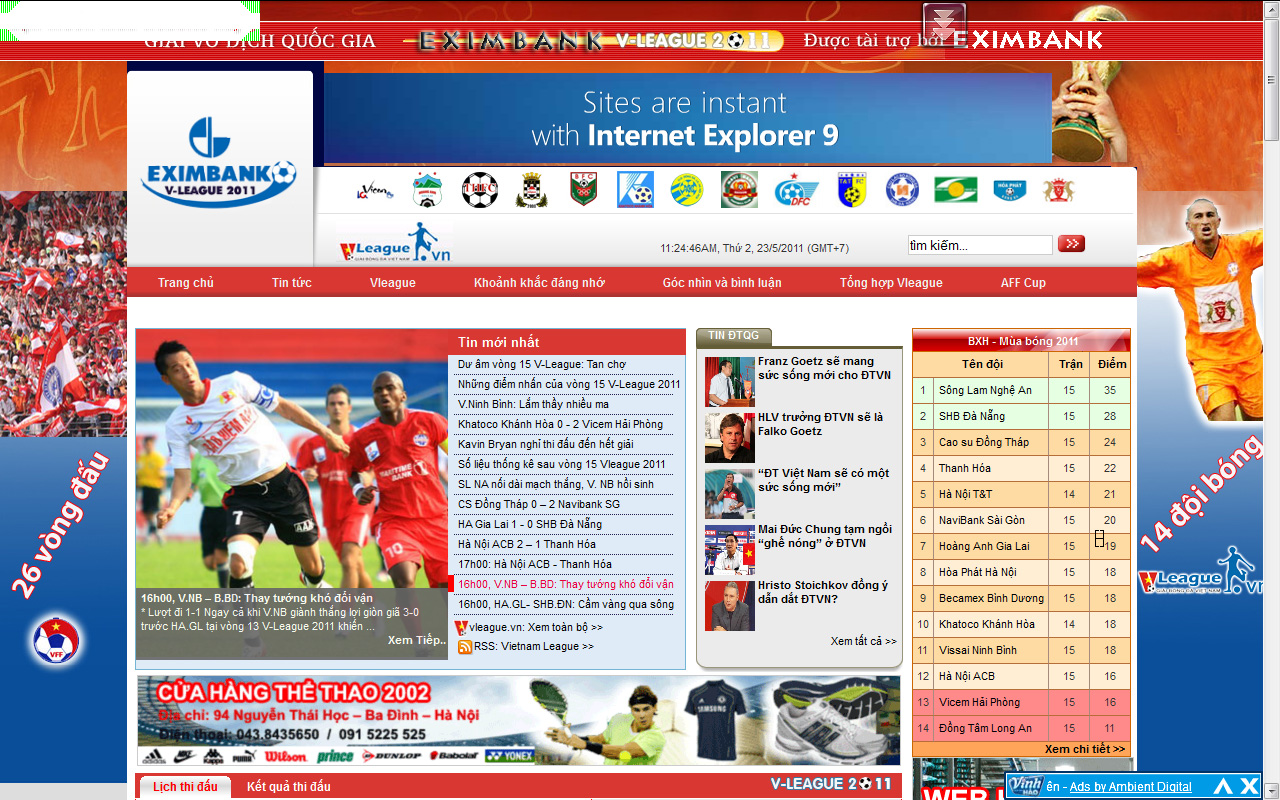 GIẢI VÔ ĐỊCH QUỐC GIA EXIMBANK V-LEAGUE 2011 Được tài trợ bởi EXIMBANK
Sites are instant
with Internet Explorer 9
EXIMBANK
V-LEAGUE 2011
VLeague.vn
11:24:46AM, Thứ 2, 23/5/2011 (GMT+7)
tìm kiếm...
Trang chủ Tin tức Vleague Khoảnh khắc đáng nhớ Góc nhìn và bình luận Tổng hợp Vleague AFF Cup
Tin mới nhất
Dư âm vòng 15 V-League: Tan chợ
Những điểm nhấn của vòng 15 V-League 2011
V.Ninh Bình: Lắm thầy nhiều ma
Khatoco Khánh Hòa 0 - 2 Vicem Hải Phòng
Kavin Bryan nghỉ thi đấu đến hết giải
Số liệu thống kê sau vòng 15 Vleague 2011
SL NA nối dài mạch thắng, V. NB hồi sinh
CS Đồng Tháp 0 – 2 Navibank SG
HA Gia Lai 1 - 0 SHB Đà Nẵng
Hà Nội ACB 2 – 1 Thanh Hóa
17h00: Hà Nội ACB - Thanh Hóa
16h00, V.NB – B.BD: Thay tướng khó đổi vận
16h00, HA.GL- SHB.ĐN: Cầm vàng qua sông
vleague.vn: Xem toàn bộ >>
RSS: Vietnam League >>
16h00, V.NB – B.BD: Thay tướng khó đổi vận
* Lượt đi 1-1 Ngay cả khi V.NB giành thắng lợi giòn giã 3-0
trước HA.GL tại vòng 13 V-League 2011 khiến ...
Xem Tiếp..
TIN ĐTQG
Franz Goetz sẽ mang
sức sống mới cho ĐTVN
HLV trưởng ĐTVN sẽ là
Falko Goetz
“ĐT Việt Nam sẽ có một
sức sống mới”
Mai Đức Chung tạm ngồi
“ghế nóng” ở ĐTVN
Hristo Stoichkov đồng ý
dẫn dắt ĐTVN?
Xem tất cả >>
BXH - Mùa bóng 2011
Tên đội Trận Điểm
1 Sông Lam Nghệ An 15 35
2 SHB Đà Nẵng 15 28
3 Cao su Đồng Tháp 15 24
4 Thanh Hóa 15 22
5 Hà Nội T&T 14 21
6 NaviBank Sài Gòn 15 20
7 Hoàng Anh Gia Lai 15 19
8 Hòa Phát Hà Nội 15 18
9 Becamex Bình Dương 15 18
10 Khatoco Khánh Hòa 14 18
11 Vissai Ninh Bình 15 18
12 Hà Nội ACB 15 16
13 Vicem Hải Phòng 15 16
14 Đồng Tâm Long An 15 11
Xem chi tiết >>
26 vòng đấu
VFF
14 đội bóng
VLeague.vn
CỬA HÀNG THỂ THAO 2002
Địa chỉ: 94 Nguyễn Thái Học – Ba Đình – Hà Nội
Điện thoại: 043.8435650 / 091 5225 525
adidas Kappa PUMA Wilson prince DUNLOP Babolat YONEX
SAMSUNG
Lịch thi đấu Kết quả thi đấu V-LEAGUE 2011
Vinh ên - Ads by Ambient Digital